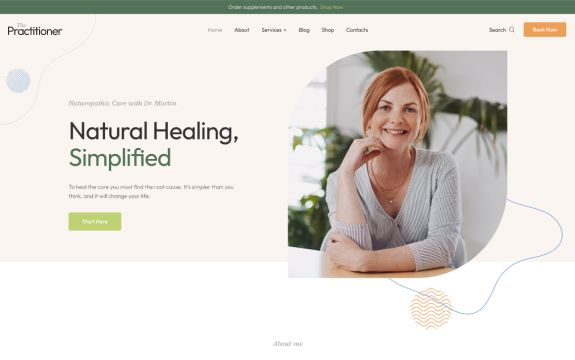 Order supplements and other products. Shop Now
The
Practitioner
Home About Services Blog Shop Contacts
Search
Book Now
Naturopathic Care with Dr. Martin
Natural Healing,
Simplified
To heal the core you must find the root cause. It's simpler than you
think, and it will change your life.
Start Here
About me